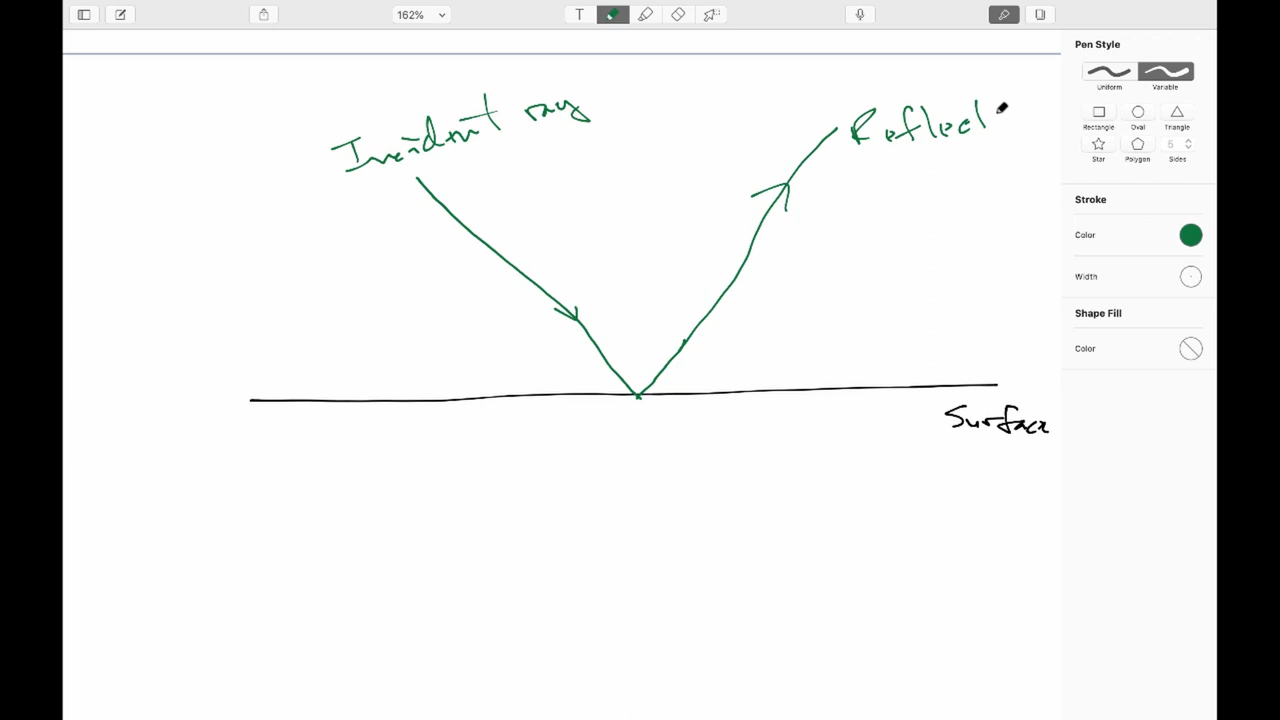 162%
T
Pen Style
Uniform Variable
Rectangle Oval Triangle
Star Polygon 5 Sides
Stroke
Color
Width
Shape Fill
Color
Incident ray
Reflect
Surface